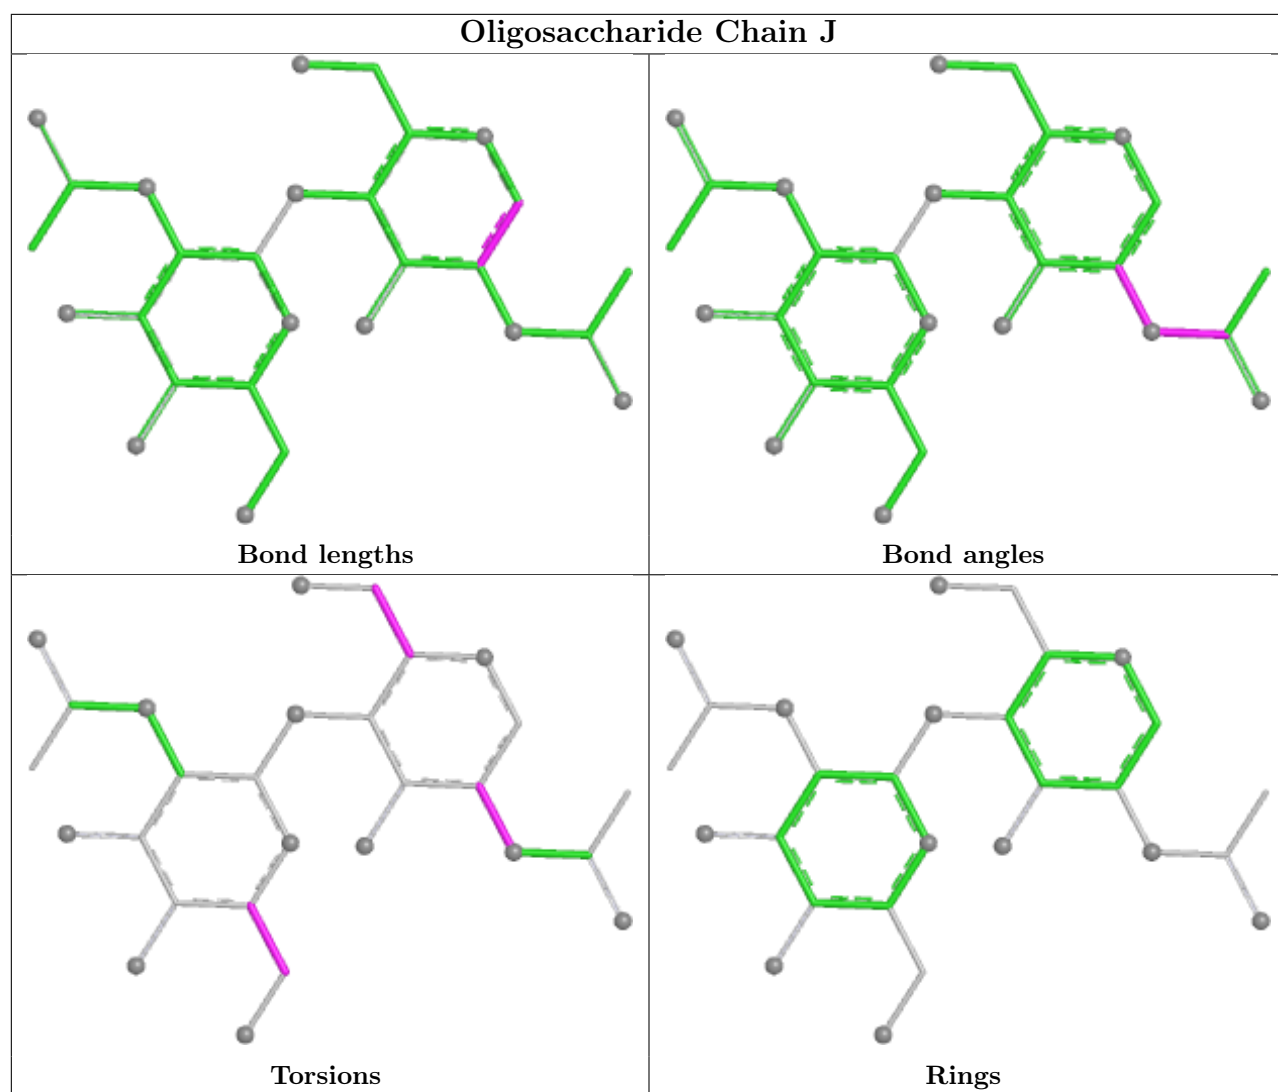 Oligosaccharide Chain J
Bond lengths
Bond angles
Torsions
Rings